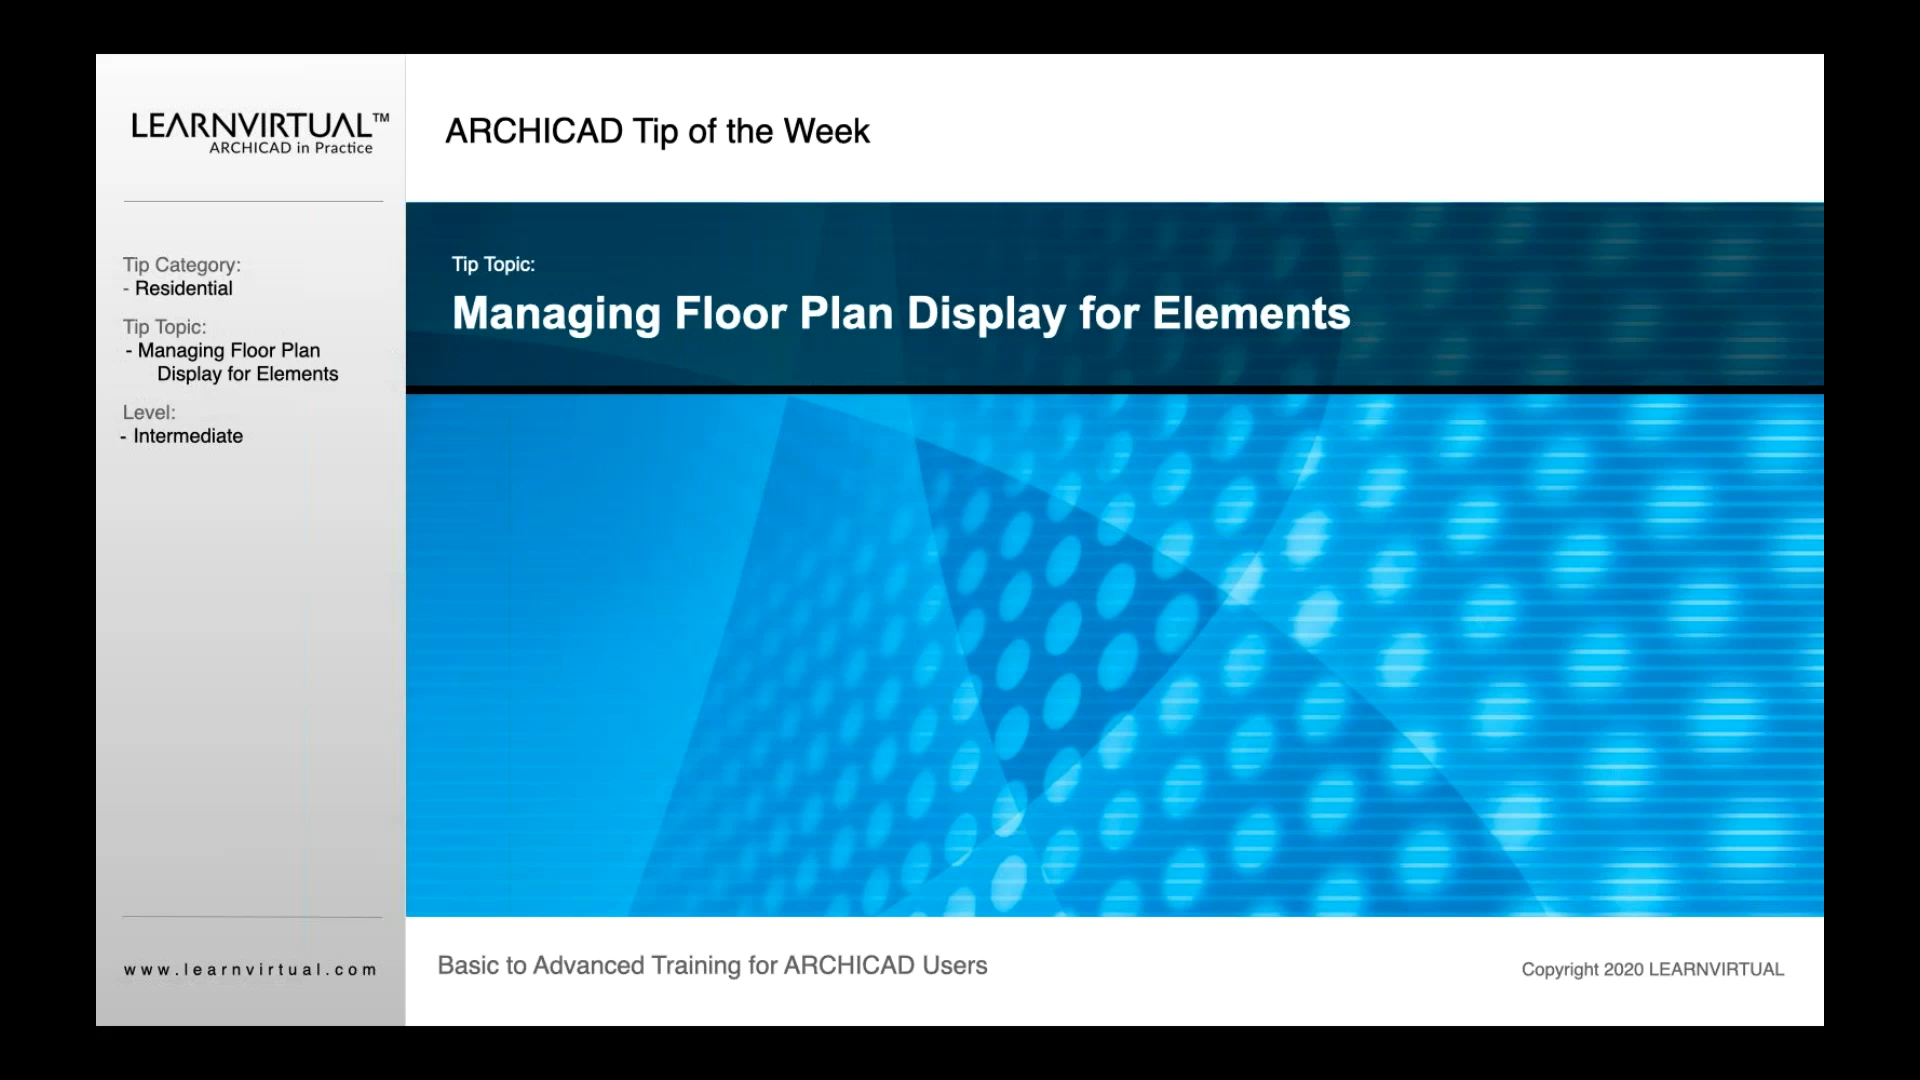 LEARNVIRTUAL™
ARCHICAD in Practice
Tip Category:
- Residential
Tip Topic:
- Managing Floor Plan
Display for Elements
Level:
- Intermediate
www.learnvirtual.com
ARCHICAD Tip of the Week
Tip Topic:
Managing Floor Plan Display for Elements
Basic to Advanced Training for ARCHICAD Users
Copyright 2020 LEARNVIRTUAL